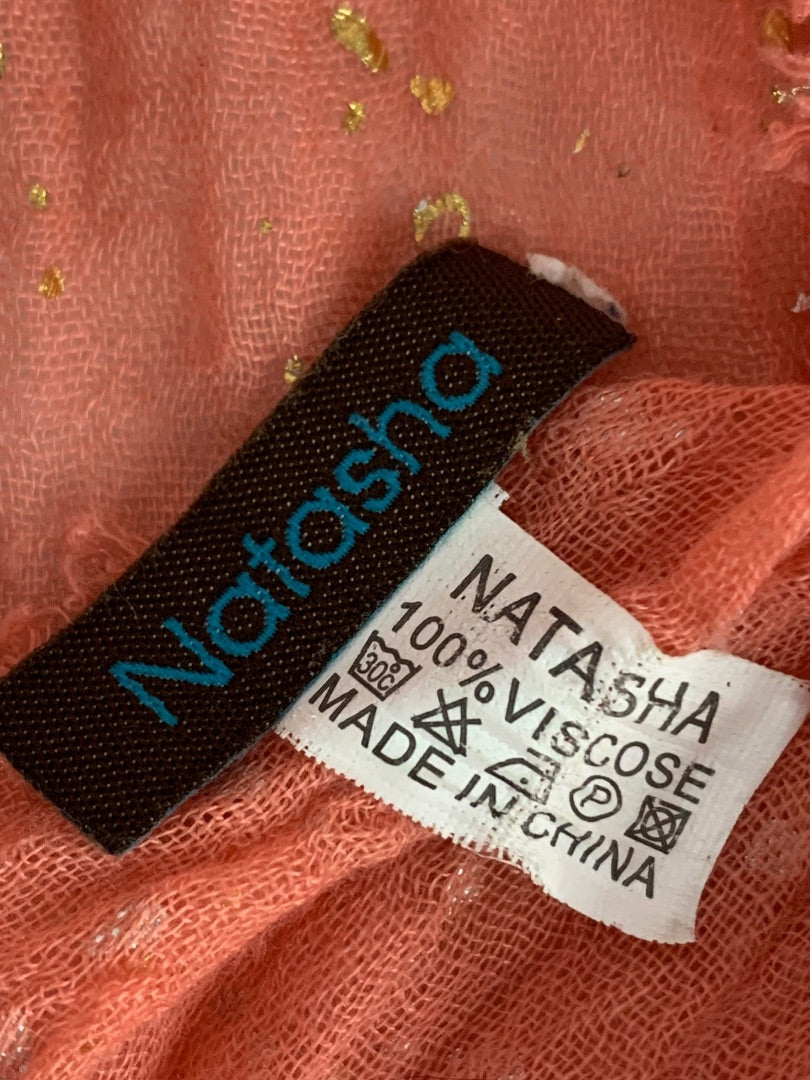 Natasha
NATASHA
100%VISCOSE
30c P
MADE IN CHINA